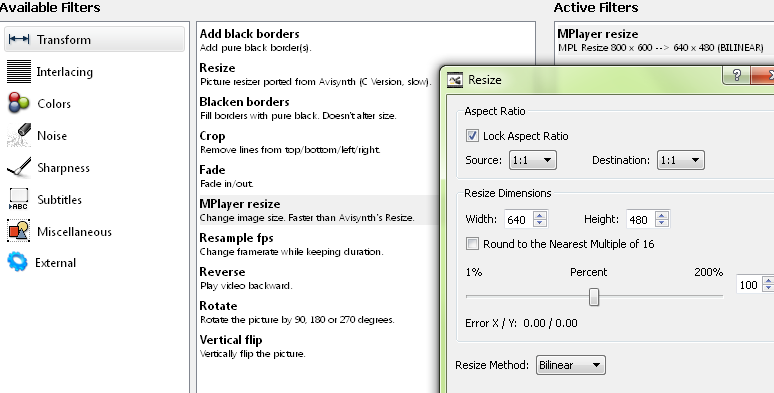 Available Filters
Transform
Interlacing
Colors
Noise
Sharpness
ABC
Subtitles
Miscellaneous
External
Add black borders
Add pure black border(s).
Resize
Picture resizer ported from Avisynth (C Version, slow).
Blacken borders
Fill borders with pure black. Doesn't alter size.
Crop
Remove lines from top/bottom/left/right.
Fade
Fade in/out.
MPlayer resize
Change image size. Faster than Avisynth's Resize.
Resample fps
Change framerate while keeping duration.
Reverse
Play video backward.
Rotate
Rotate the picture by 90, 180 or 270 degrees.
Vertical flip
Vertically flip the picture.
Active Filters
MPlayer resize
MPL Resize 800 x 600 --> 640 x 480 (BILINEAR)
Resize
?
Aspect Ratio
Lock Aspect Ratio
Source: 1:1 Destination: 1:1
Resize Dimensions
Width: 640 Height: 480
Round to the Nearest Multiple of 16
1% Percent 200%
100
Error X / Y: 0.00 / 0.00
Resize Method: Bilinear